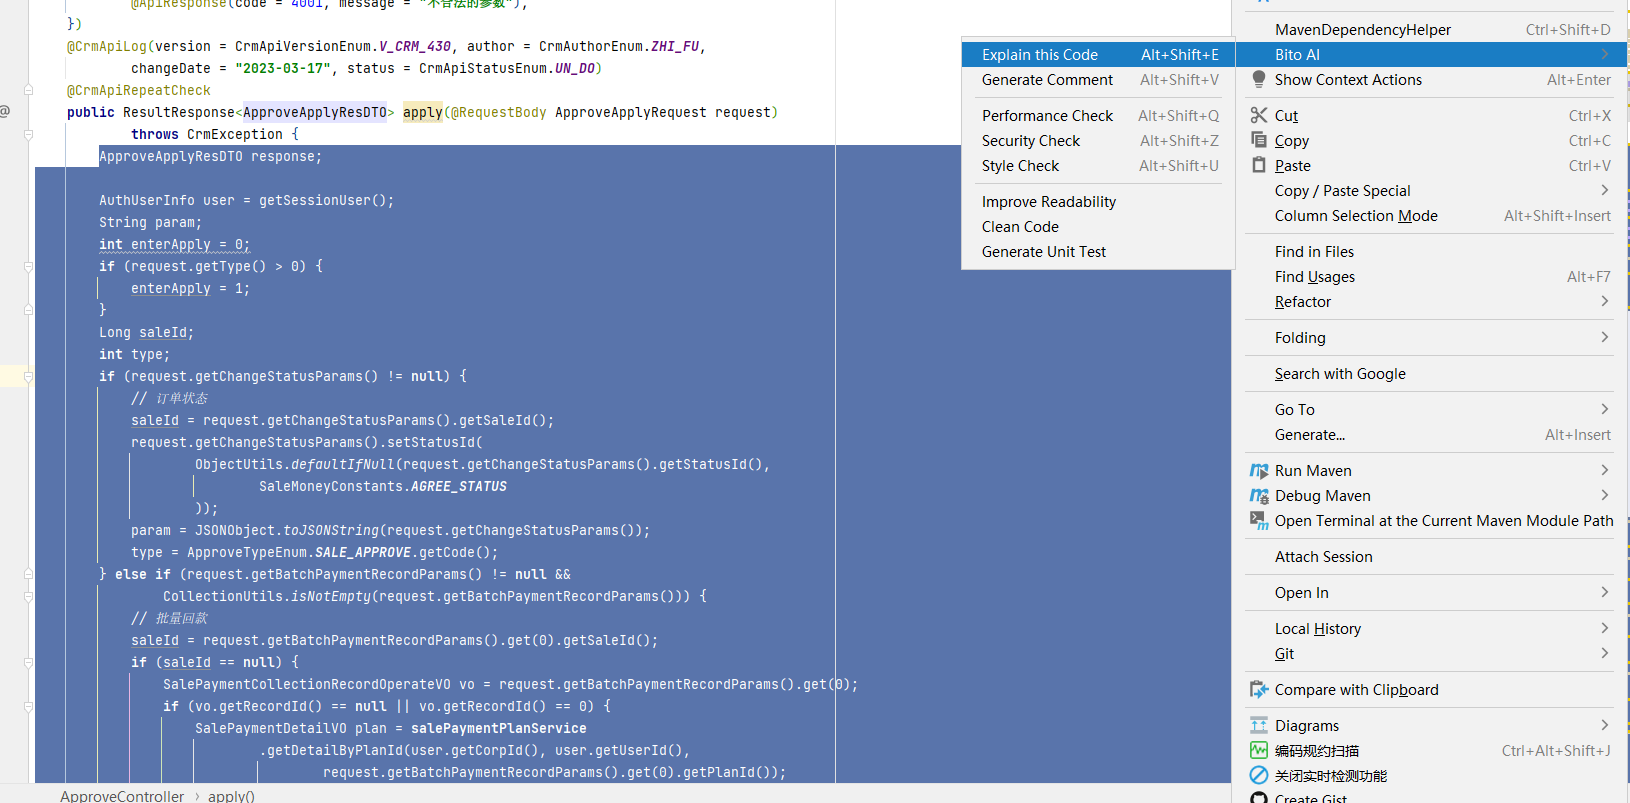 @ApiResponse(code = 4001, message = "不合法的参数"),
})
@CrmApiLog(version = CrmApiVersionEnum.V_CRM_430, author = CrmAuthorEnum.ZHI_FU,
changeDate = "2023-03-17", status = CrmApiStatusEnum.UN_DO)
@CrmApiRepeatCheck
@
public ResultResponse<ApproveApplyResDTO> apply(@RequestBody ApproveApplyRequest request)
throws CrmException {
ApproveApplyResDTO response;
AuthUserInfo user = getSessionUser();
String param;
int enterApply = 0;
if (request.getType() > 0) {
enterApply = 1;
}
Long saleId;
int type;
if (request.getChangeStatusParams() != null) {
// 订单状态
saleId = request.getChangeStatusParams().getSaleId();
request.getChangeStatusParams().setStatusId(
ObjectUtils.defaultIfNull(request.getChangeStatusParams().getStatusId(),
SaleMoneyConstants.AGREE_STATUS
));
param = JSONObject.toJSONString(request.getChangeStatusParams());
type = ApproveTypeEnum.SALE_APPROVE.getCode();
} else if (request.getBatchPaymentRecordParams() != null &&
CollectionUtils.isNotEmpty(request.getBatchPaymentRecordParams())) {
// 批量回款
saleId = request.getBatchPaymentRecordParams().get(0).getSaleId();
if (saleId == null) {
SalePaymentCollectionRecordOperateVO vo = request.getBatchPaymentRecordParams().get(0);
if (vo.getRecordId() == null || vo.getRecordId() == 0) {
SalePaymentDetailVO plan = salePaymentPlanService
.getDetailByPlanId(user.getCorpId(), user.getUserId(),
request.getBatchPaymentRecordParams().get(0).getPlanId());
ApproveController › apply()
Explain this Code Alt+Shift+E
Generate Comment Alt+Shift+V
Performance Check Alt+Shift+Q
Security Check Alt+Shift+Z
Style Check Alt+Shift+U
Improve Readability
Clean Code
Generate Unit Test
MavenDependencyHelper Ctrl+Shift+D
Bito AI
Show Context Actions Alt+Enter
Cut Ctrl+X
Copy Ctrl+C
Paste Ctrl+V
Copy / Paste Special
Column Selection Mode Alt+Shift+Insert
Find in Files
Find Usages Alt+F7
Refactor
Folding
Search with Google
Go To
Generate... Alt+Insert
Run Maven
Debug Maven
Open Terminal at the Current Maven Module Path
Attach Session
Open In
Local History
Git
Compare with Clipboard
Diagrams
编码规约扫描 Ctrl+Alt+Shift+J
关闭实时检测功能
Create Gist